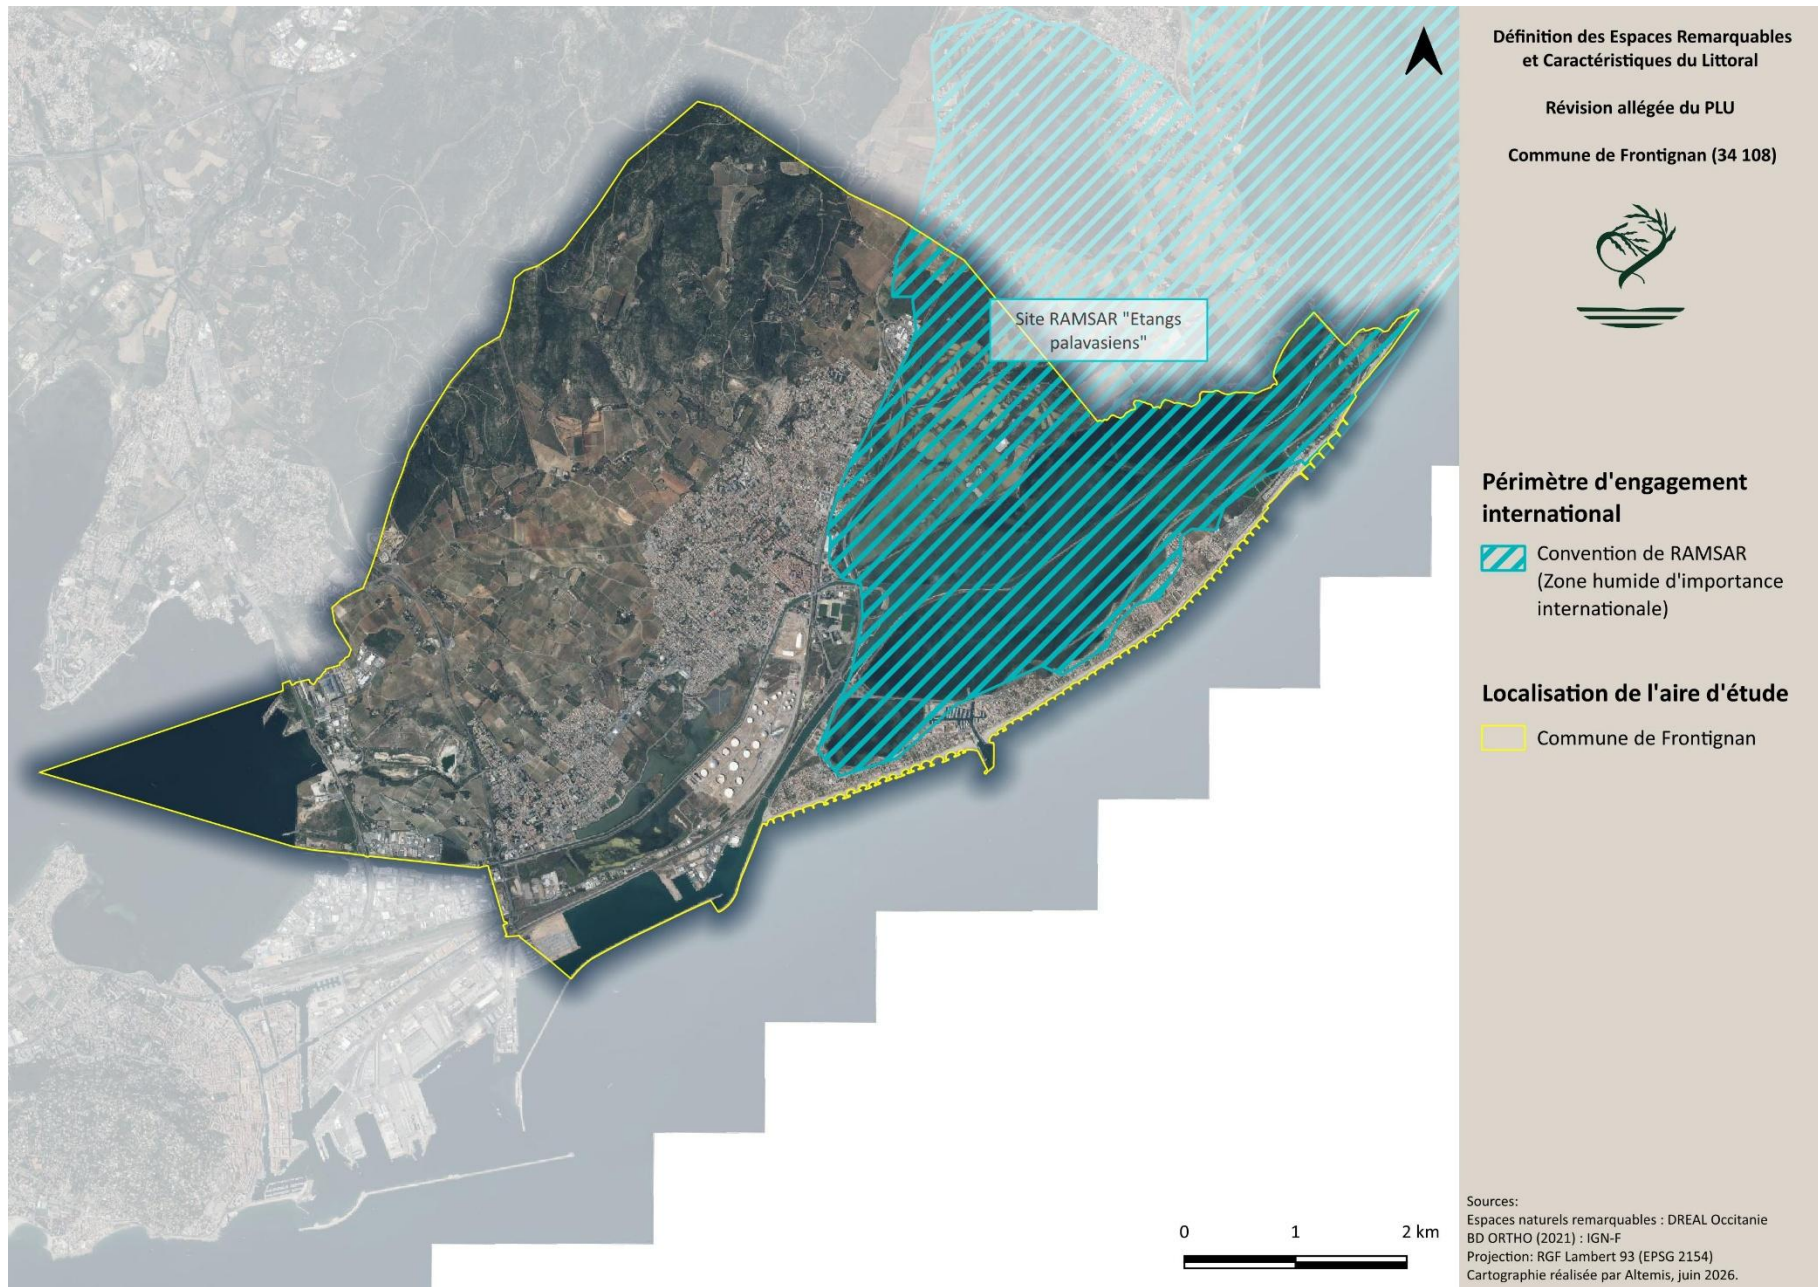 Définition des Espaces Remarquables
et Caractéristiques du Littoral
Révision allégée du PLU
Commune de Frontignan (34 108)
Site RAMSAR "Etangs
palavasiens"
Périmètre d'engagement
international
Convention de RAMSAR
(Zone humide d'importance
internationale)
Localisation de l'aire d'étude
Commune de Frontignan
0 1 2 km
Sources:
Espaces naturels remarquables : DREAL Occitanie
BD ORTHO (2021) : IGN-F
Projection: RGF Lambert 93 (EPSG 2154)
Cartographie réalisée par Altemis, juin 2026.